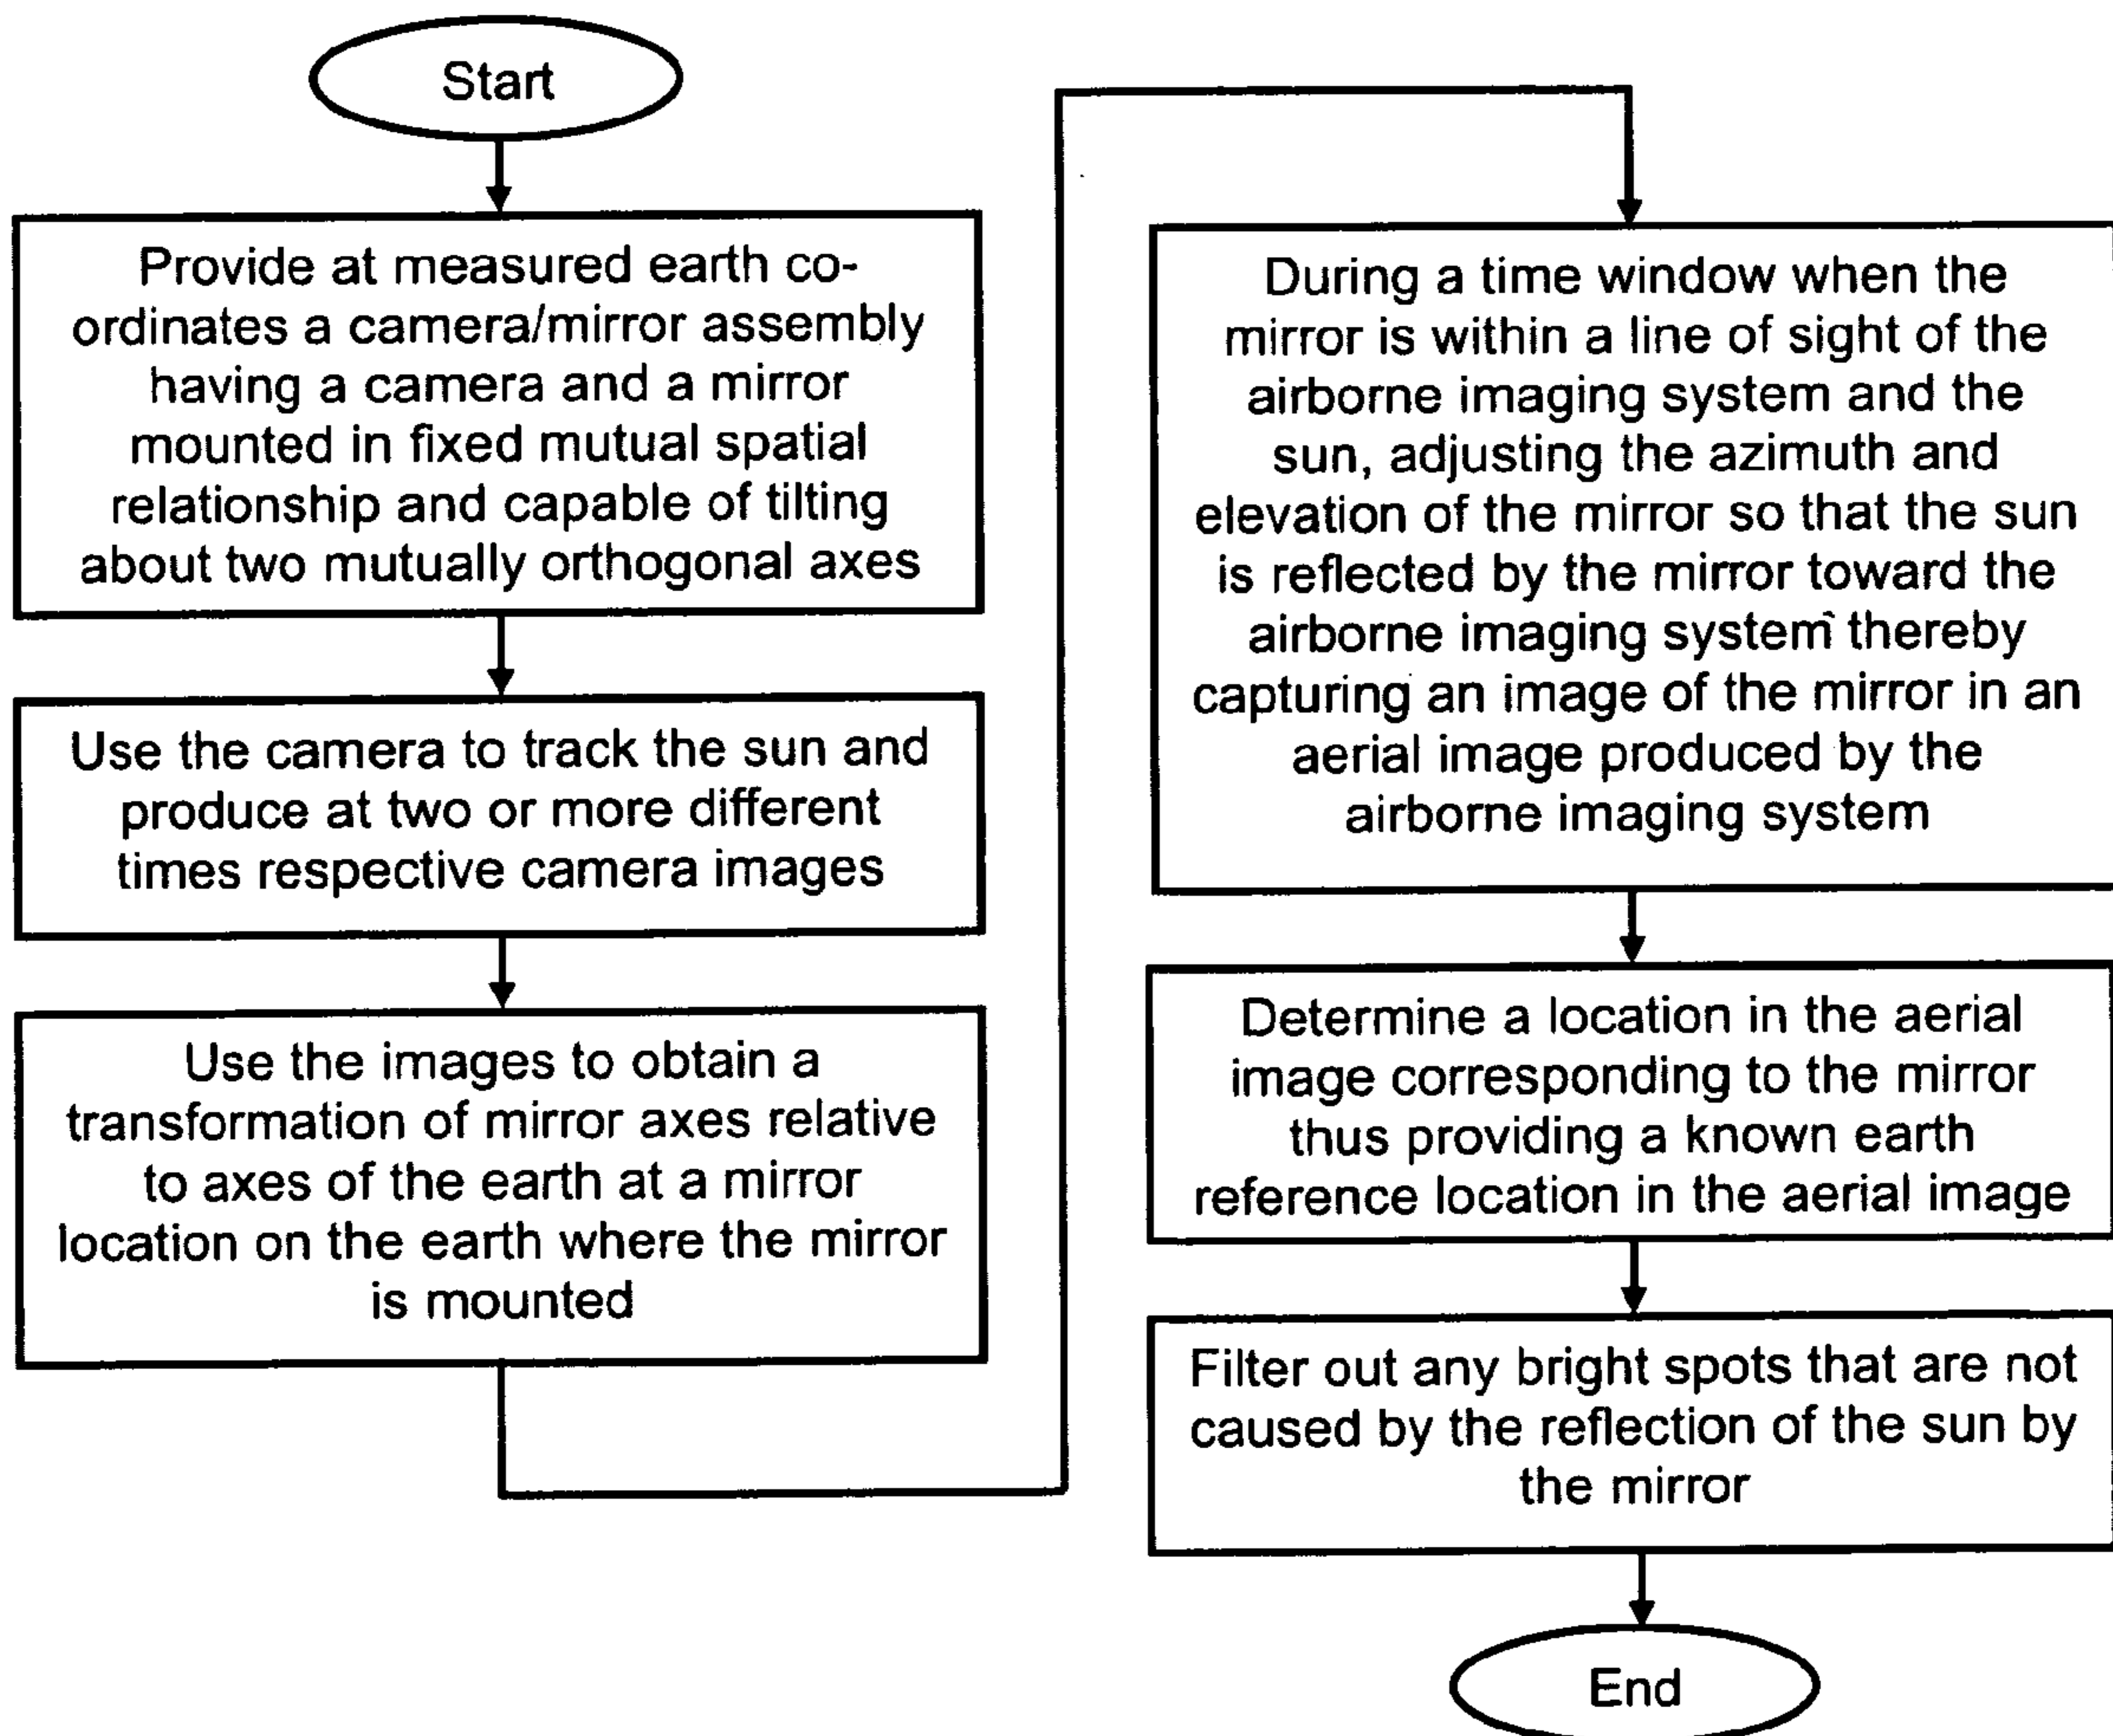 Start
Provide at measured earth co-
ordinates a camera/mirror assembly
having a camera and a mirror
mounted in fixed mutual spatial
relationship and capable of tilting
about two mutually orthogonal axes
Use the camera to track the sun and
produce at two or more different
times respective camera images
Use the images to obtain a
transformation of mirror axes relative
to axes of the earth at a mirror
location on the earth where the mirror
is mounted
During a time window when the
mirror is within a line of sight of the
airborne imaging system and the
sun, adjusting the azimuth and
elevation of the mirror so that the sun
is reflected by the mirror toward the
airborne imaging system thereby
capturing an image of the mirror in an
aerial image produced by the
airborne imaging system
Determine a location in the aerial
image corresponding to the mirror
thus providing a known earth
reference location in the aerial image
Filter out any bright spots that are not
caused by the reflection of the sun by
the mirror
End